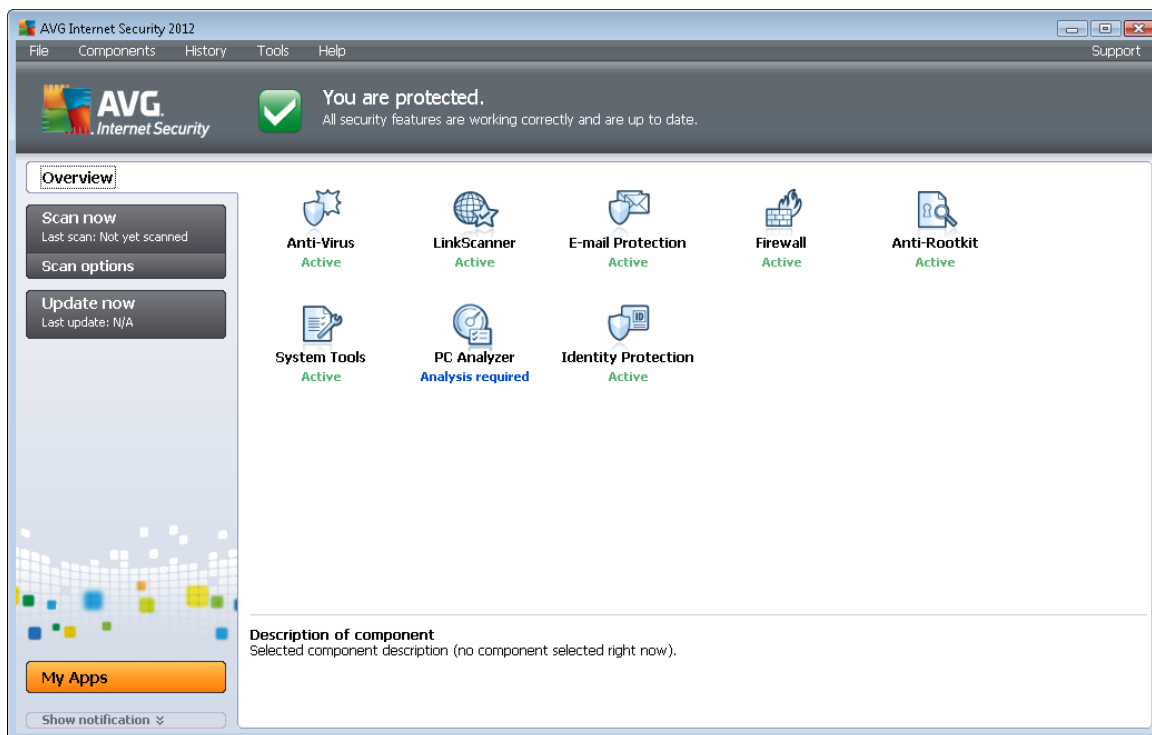 AVG Internet Security 2012
File Components History Tools Help Support
AVG.
Internet Security
You are protected.
All security features are working correctly and are up to date.
Overview
Scan now
Last scan: Not yet scanned
Scan options
Update now
Last update: N/A
Anti-Virus
Active
LinkScanner
Active
E-mail Protection
Active
Firewall
Active
Anti-Rootkit
Active
System Tools
Active
PC Analyzer
Analysis required
Identity Protection
Active
Description of component
Selected component description (no component selected right now).
My Apps
Show notification